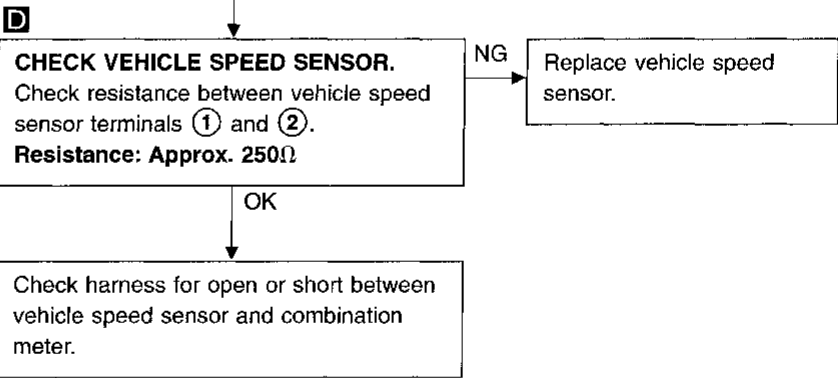 D
CHECK VEHICLE SPEED SENSOR.
Check resistance between vehicle speed
sensor terminals ① and ②.
Resistance: Approx. 250Ω
NG
Replace vehicle speed
sensor.
OK
Check harness for open or short between
vehicle speed sensor and combination
meter.